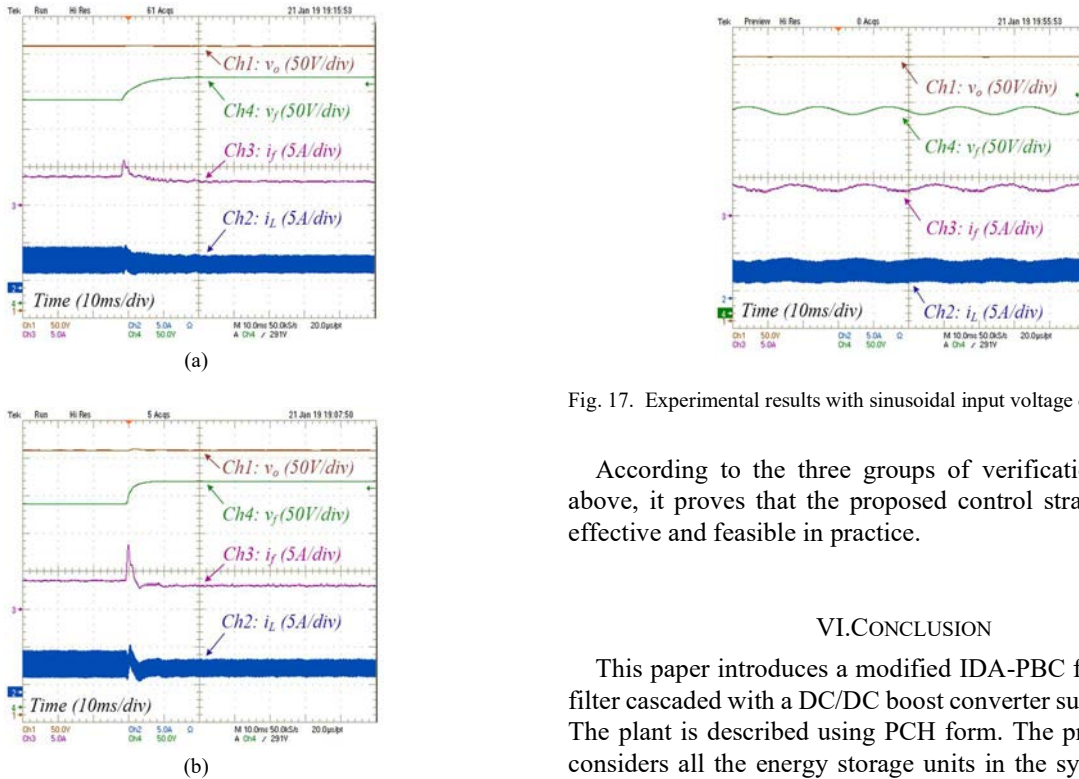 Tek Run Hi Res 61 Acqs 21 Jan 19 19:15:53
Ch1: vo (50V/div)
Ch4: vf (50V/div)
Ch3: if (5A/div)
Ch2: iL (5A/div)
Time (10ms/div)
Ch1 50.0V Ch2 5.0A Ω M 10.0ms 50.0kS/s 20.0µs/pt
Ch3 5.0A Ch4 50.0V A Ch4 / 291V
(a)
Tek Run Hi Res 5 Acqs 21 Jan 19 19:07:50
Ch1: vo (50V/div)
Ch4: vf (50V/div)
Ch3: if (5A/div)
Ch2: iL (5A/div)
Time (10ms/div)
Ch1 50.0V Ch2 5.0A Ω M 10.0ms 50.0kS/s 20.0µs/pt
Ch3 5.0A Ch4 50.0V A Ch4 / 291V
(b)
Tek Preview Hi Res 0 Acqs 21 Jan 19 19:55:53
Ch1: vo (50V/div)
Ch4: vf (50V/div)
Ch3: if (5A/div)
Time (10ms/div)
Ch2: iL (5A/div)
Ch1 50.0V Ch2 5.0A Ω M 10.0ms 50.0kS/s 20.0µs/pt
Ch3 5.0A Ch4 50.0V A Ch4 / 291V
Fig. 17. Experimental results with sinusoidal input voltage
According to the three groups of
above, it proves that the proposed control
effective and feasible in practice.
VI.CONCLUSION
This paper introduces a modified IDA-PBC
filter cascaded with a DC/DC boost converter
The plant is described using PCH form. The
considers all the energy storage units in the